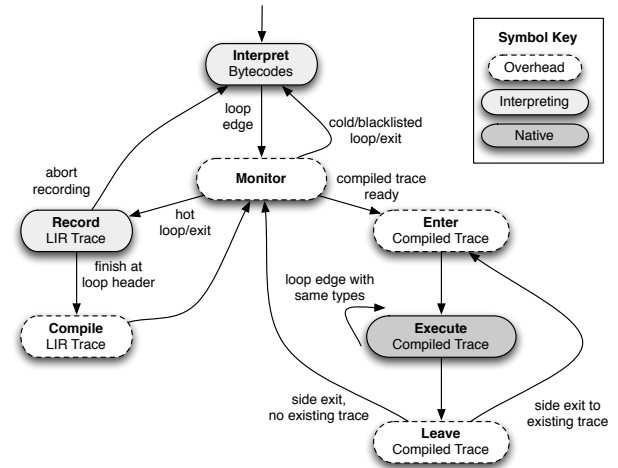 Symbol Key
Overhead
Interpreting
Native
Interpret
Bytecodes
loop
edge
cold/blacklisted
loop/exit
abort
recording
Monitor
compiled trace
ready
hot
loop/exit
Record
LIR Trace
Enter
Compiled Trace
finish at
loop header
loop edge with
same types
Compile
LIR Trace
Execute
Compiled Trace
side exit,
no existing trace
side exit to
existing trace
Leave
Compiled Trace